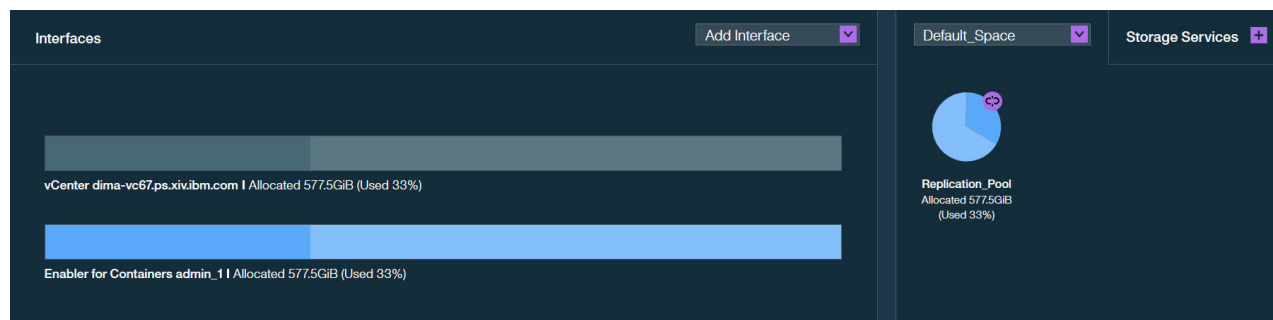 Interfaces
Add Interface
Default_Space
Storage Services
vCenter dima-vc67.ps.xiv.ibm.com | Allocated 577.5GiB (Used 33%)
Enabler for Containers admin_1 | Allocated 577.5GiB (Used 33%)
Replication_Pool
Allocated 577.5GiB
(Used 33%)